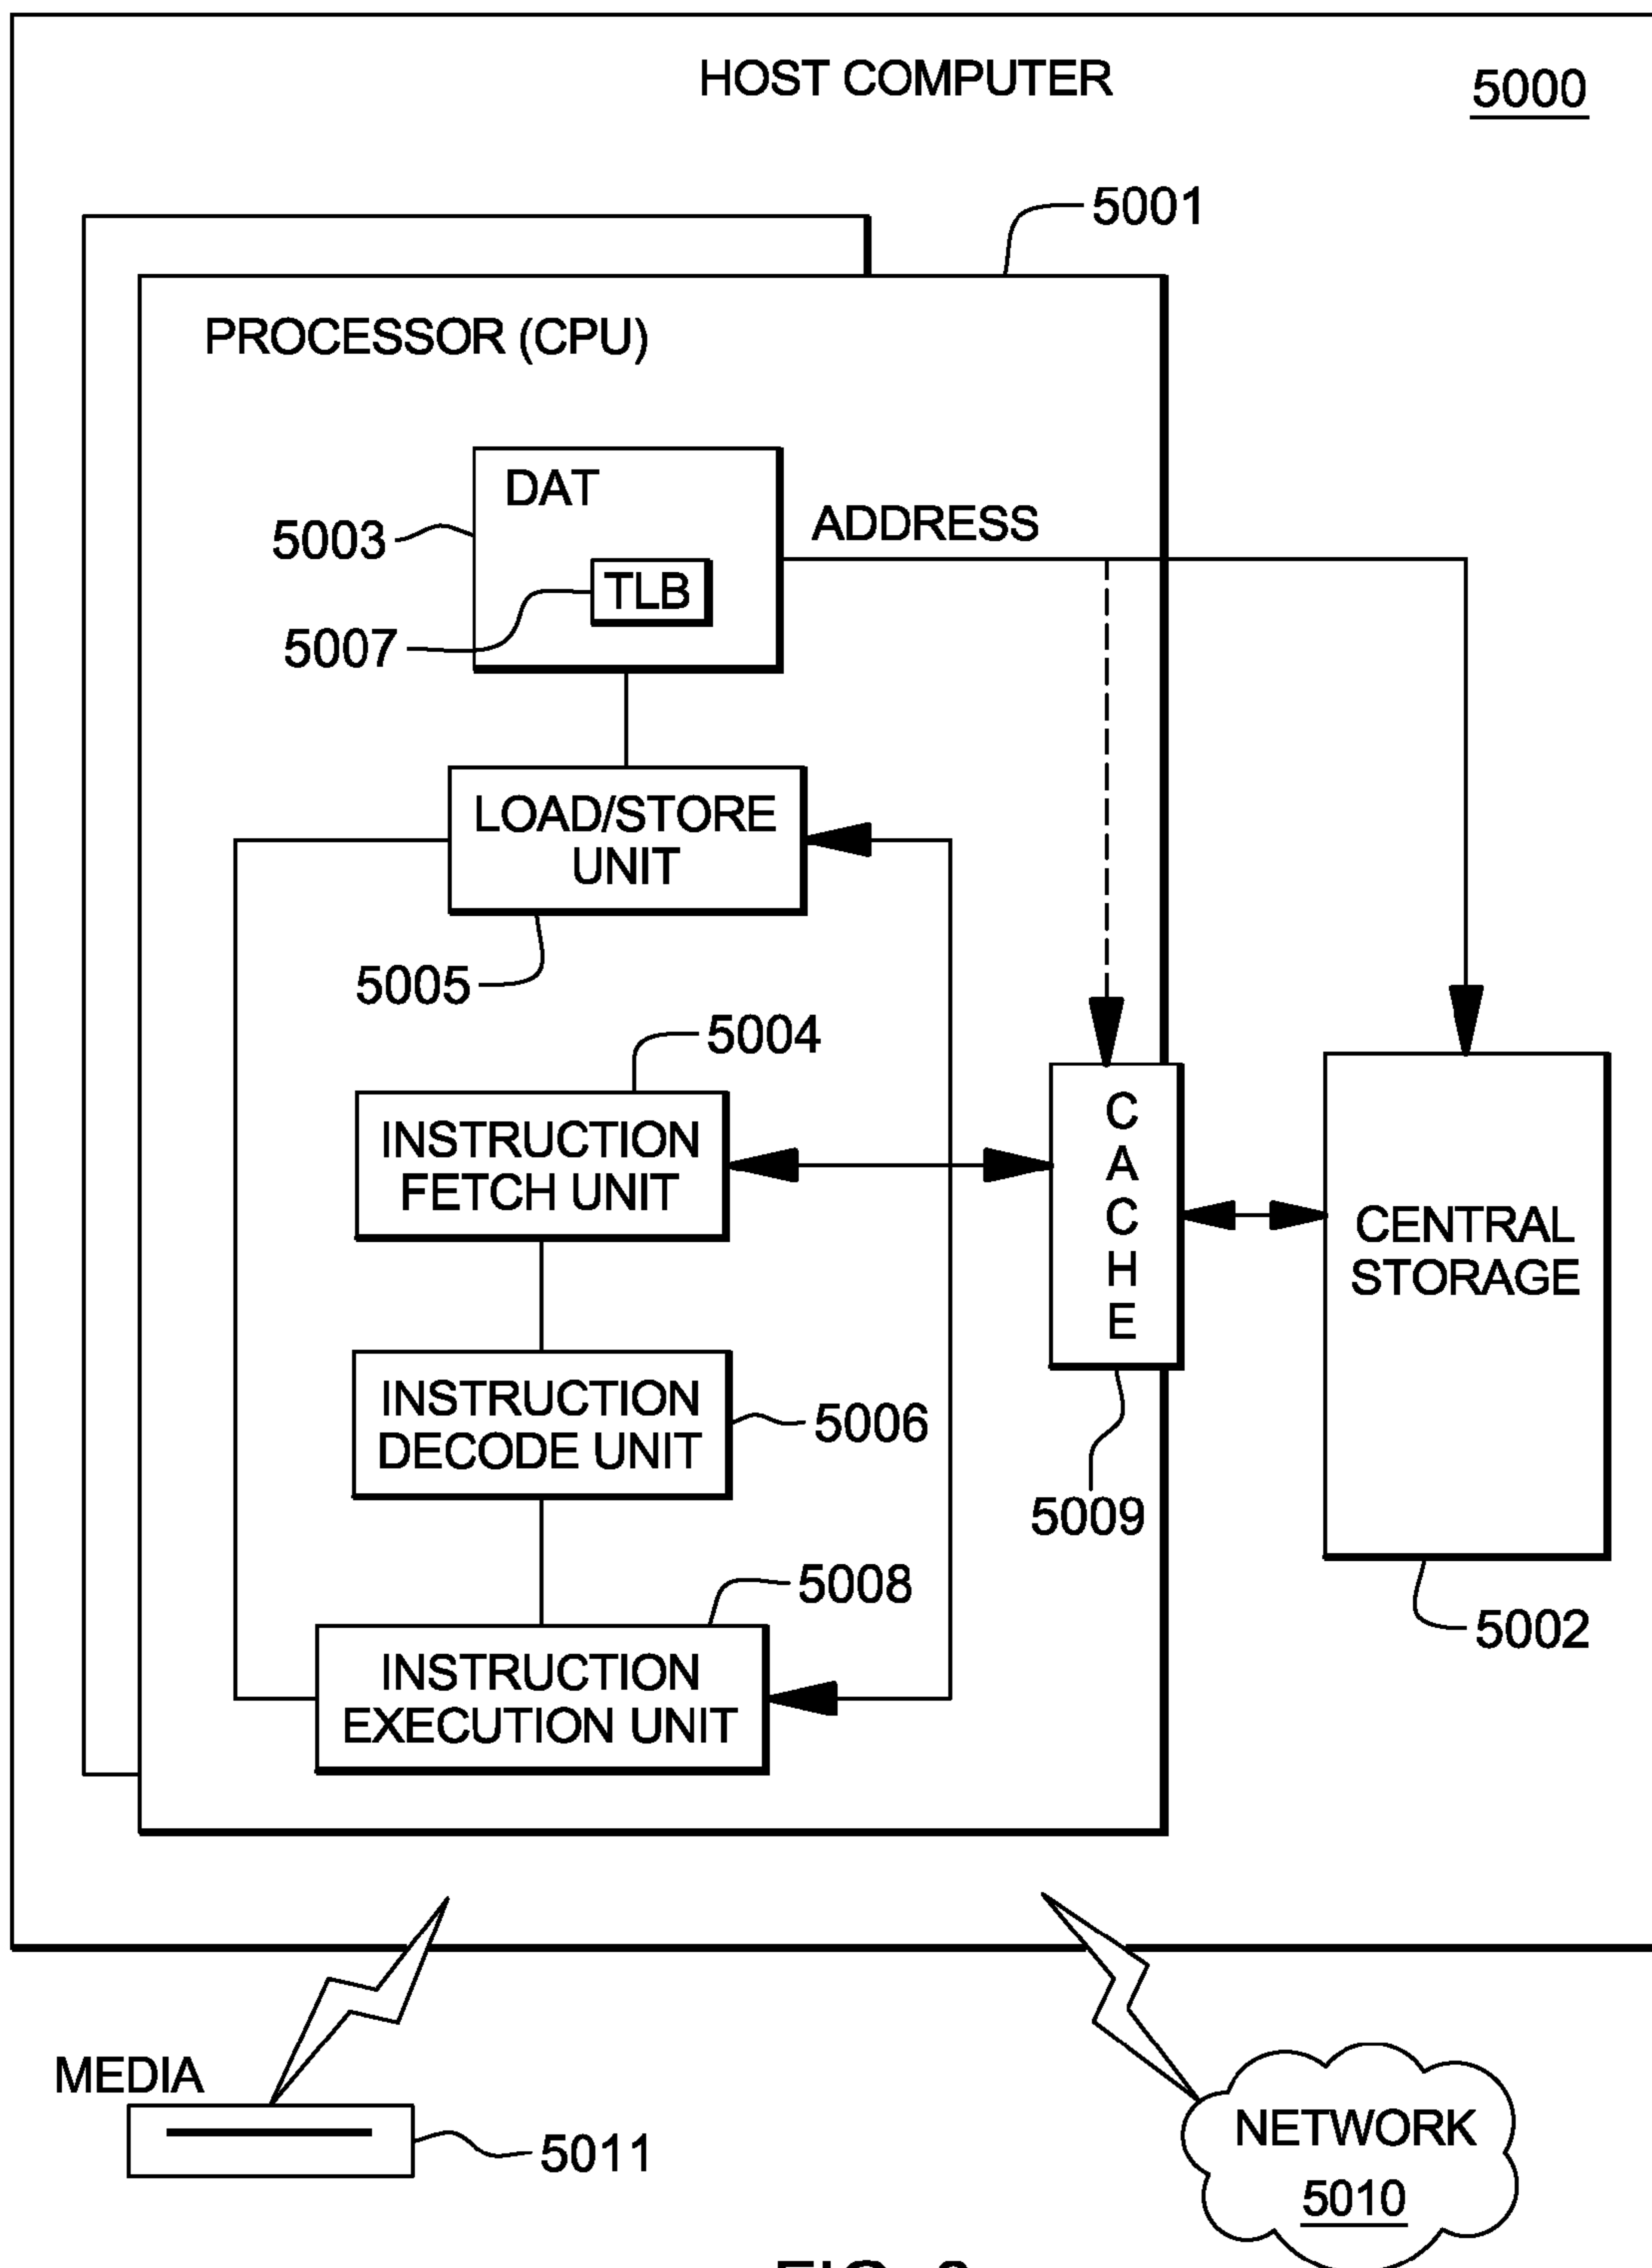 HOST COMPUTER
5000
5001
PROCESSOR (CPU)
DAT
5003
ADDRESS
TLB
5007
LOAD/STORE
UNIT
5005
5004
INSTRUCTION
FETCH UNIT
CACHE
CENTRAL
STORAGE
INSTRUCTION
DECODE UNIT
5006
5009
5008
5002
INSTRUCTION
EXECUTION UNIT
MEDIA
5011
NETWORK
5010